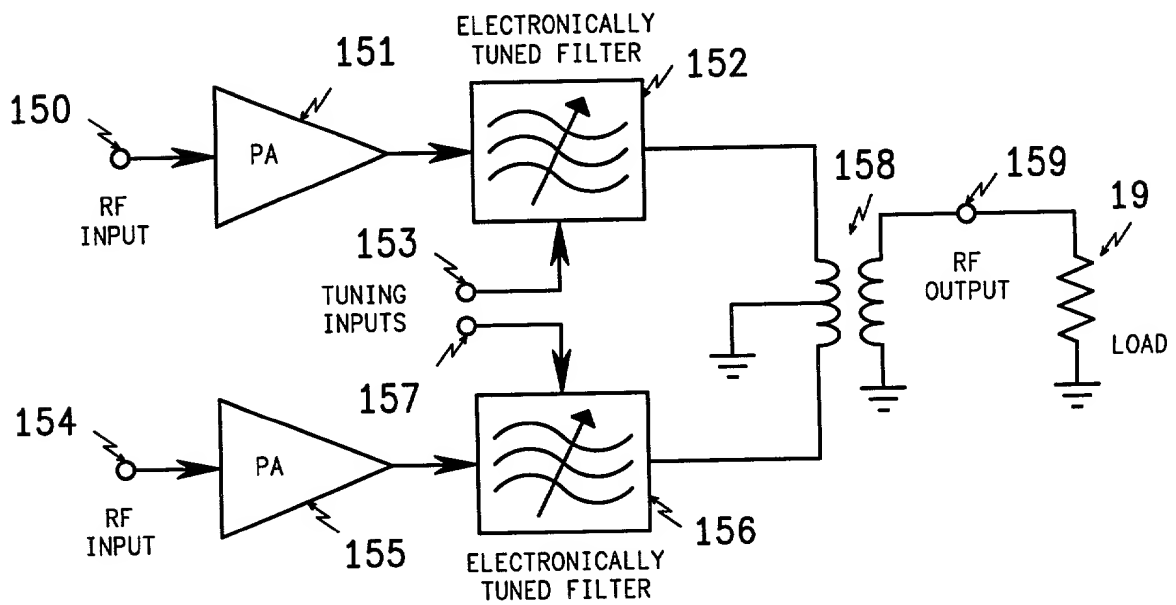 ELECTRONICALLY
TUNED FILTER
151
152
150
PA
158
159
19
RF
INPUT
153
TUNING
INPUTS
RF
OUTPUT
LOAD
157
154
PA
RF
INPUT
155
156
ELECTRONICALLY
TUNED FILTER